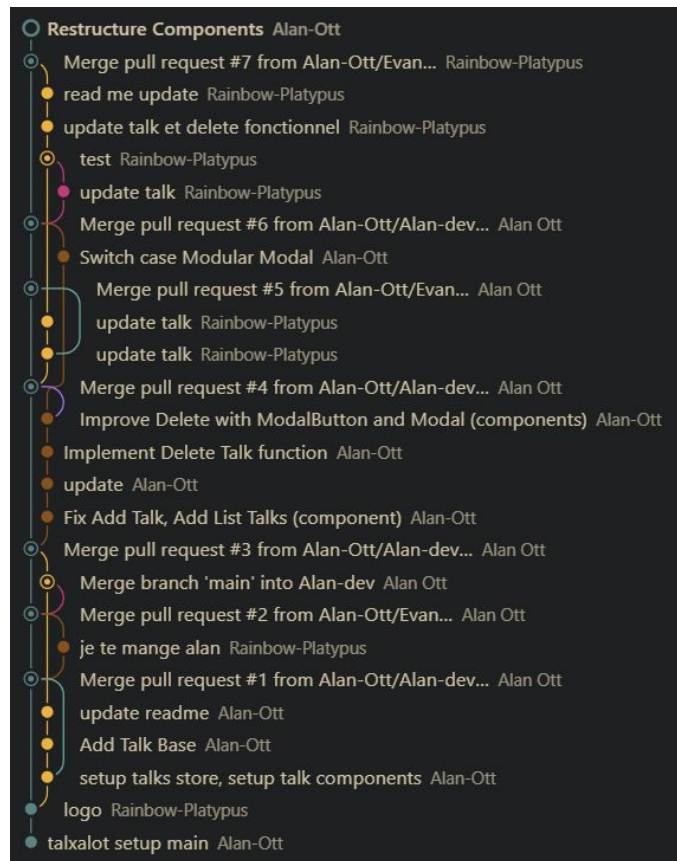 Restructure Components Alan-Ott
Merge pull request #7 from Alan-Ott/Evan... Rainbow-Platypus
read me update Rainbow-Platypus
update talk et delete fonctionnel Rainbow-Platypus
test Rainbow-Platypus
update talk Rainbow-Platypus
Merge pull request #6 from Alan-Ott/Alan-dev... Alan Ott
Switch case Modular Modal Alan-Ott
Merge pull request #5 from Alan-Ott/Evan... Alan Ott
update talk Rainbow-Platypus
update talk Rainbow-Platypus
Merge pull request #4 from Alan-Ott/Alan-dev... Alan-Ott
Improve Delete with ModalButton and Modal (components) Alan-Ott
Implement Delete Talk function Alan-Ott
update Alan-Ott
Fix Add Talk, Add List Talks (component) Alan-Ott
Merge pull request #3 from Alan-Ott/Alan-dev... Alan Ott
Merge branch 'main' into Alan-dev Alan Ott
Merge pull request #2 from Alan-Ott/Evan... Alan Ott
je te mange alan Rainbow-Platypus
Merge pull request #1 from Alan-Ott/Alan-dev... Alan Ott
update readme Alan-Ott
Add Talk Base Alan-Ott
setup talks store, setup talk components Alan-Ott
logo Rainbow-Platypus
talxalot setup main Alan-Ott